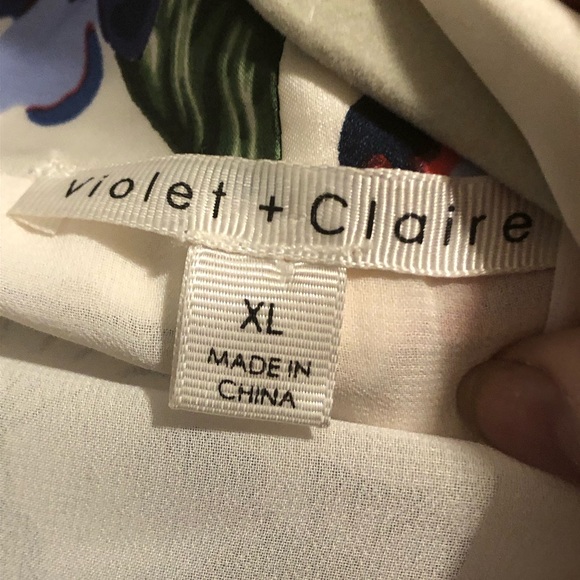 violet + Claire
XL
MADE IN
CHINA